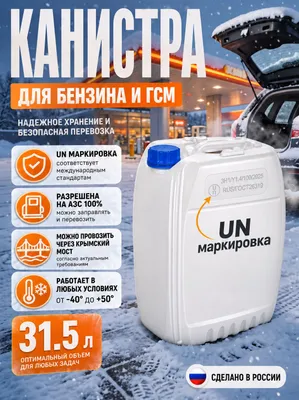 КАНИСТРА
ДЛЯ БЕНЗИНА И ГСМ
НАДЕЖНОЕ ХРАНЕНИЕ И
БЕЗОПАСНАЯ ПЕРЕВОЗКА
UN МАРКИРОВКА
соответствует
международным
стандартам
РАЗРЕШЕНА
НА АЗС 100%
можно заправлять
и перевозить
МОЖНО ПРОВОЗИТЬ
ЧЕРЕЗ КРЫМСКИЙ
МОСТ
согласно актуальным
требованиям
РАБОТАЕТ В
ЛЮБЫХ УСЛОВИЯХ
от -40° до +50°
UN
маркировка
31.5 л
ОПТИМАЛЬНЫЙ ОБЪЕМ
ДЛЯ ЛЮБЫХ ЗАДАЧ
СДЕЛАНО В РОССИИ